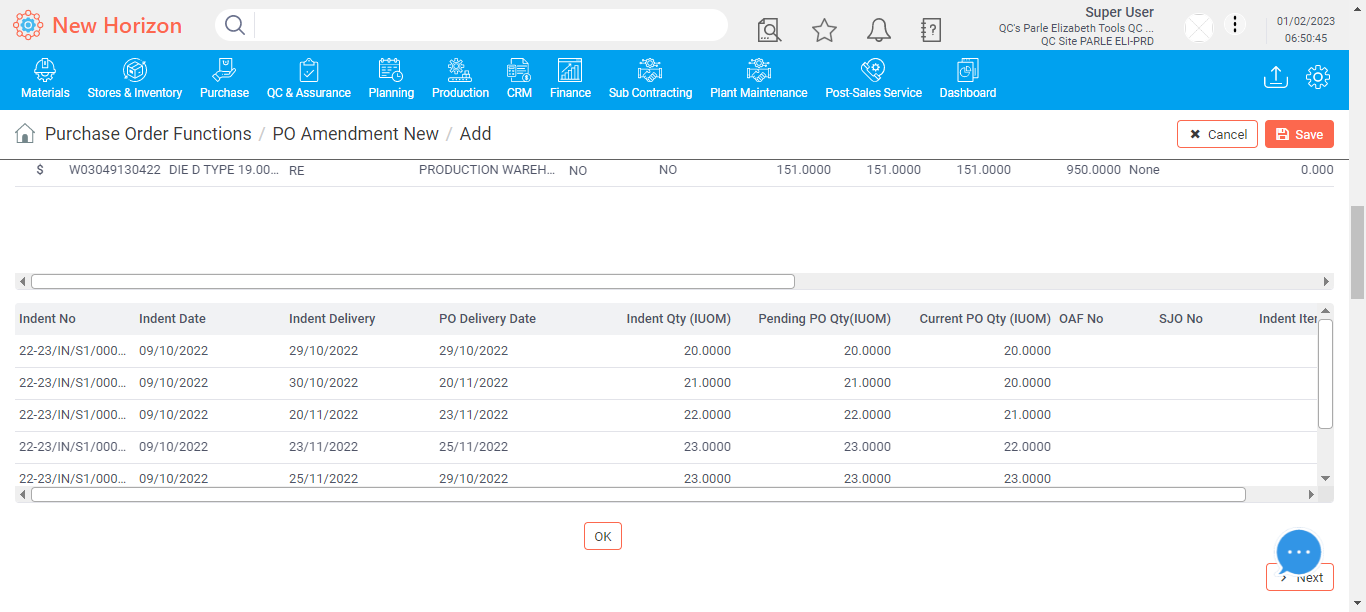 New Horizon
Super User
QC's Parle Elizabeth Tools QC ...
QC Site PARLE ELI-PRD
01/02/2023
06:50:45
Materials Stores & Inventory Purchase QC & Assurance Planning Production CRM Finance Sub Contracting Plant Maintenance Post-Sales Service Dashboard
Purchase Order Functions / PO Amendment New / Add
Cancel Save
$ W03049130422 DIE D TYPE 19.00... RE PRODUCTION WAREH... NO NO 151.0000 151.0000 151.0000 950.0000 None 0.000
Indent No Indent Date Indent Delivery PO Delivery Date Indent Qty (IUOM) Pending PO Qty(IUOM) Current PO Qty (IUOM) OAF No SJO No Indent
22-23/IN/S1/000... 09/10/2022 29/10/2022 29/10/2022 20.0000 20.0000 20.0000
22-23/IN/S1/000... 09/10/2022 30/10/2022 20/11/2022 21.0000 21.0000 20.0000
22-23/IN/S1/000... 09/10/2022 20/11/2022 23/11/2022 22.0000 22.0000 21.0000
22-23/IN/S1/000... 09/10/2022 23/11/2022 25/11/2022 23.0000 23.0000 22.0000
22-23/IN/S1/000... 09/10/2022 25/11/2022 29/10/2022 23.0000 23.0000 23.0000
OK
Next